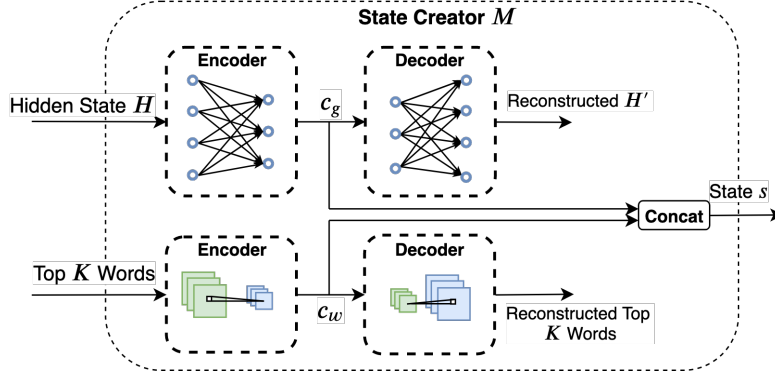 State Creator M
Encoder
Decoder
Hidden State H
c_g
Reconstructed H′
State s
Concat
Encoder
Decoder
Top K Words
c_w
Reconstructed Top
K Words